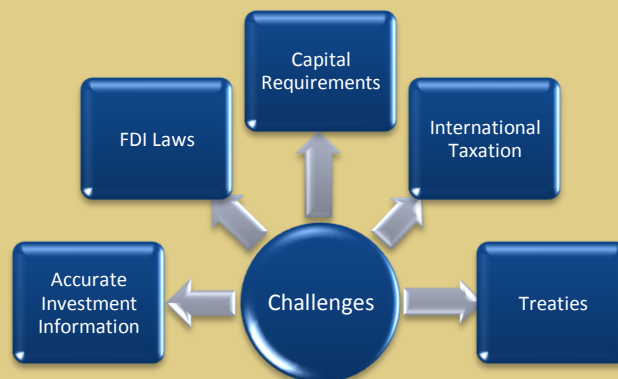 Capital
Requirements
FDI Laws
International
Taxation
Accurate
Investment
Information
Challenges
Treaties